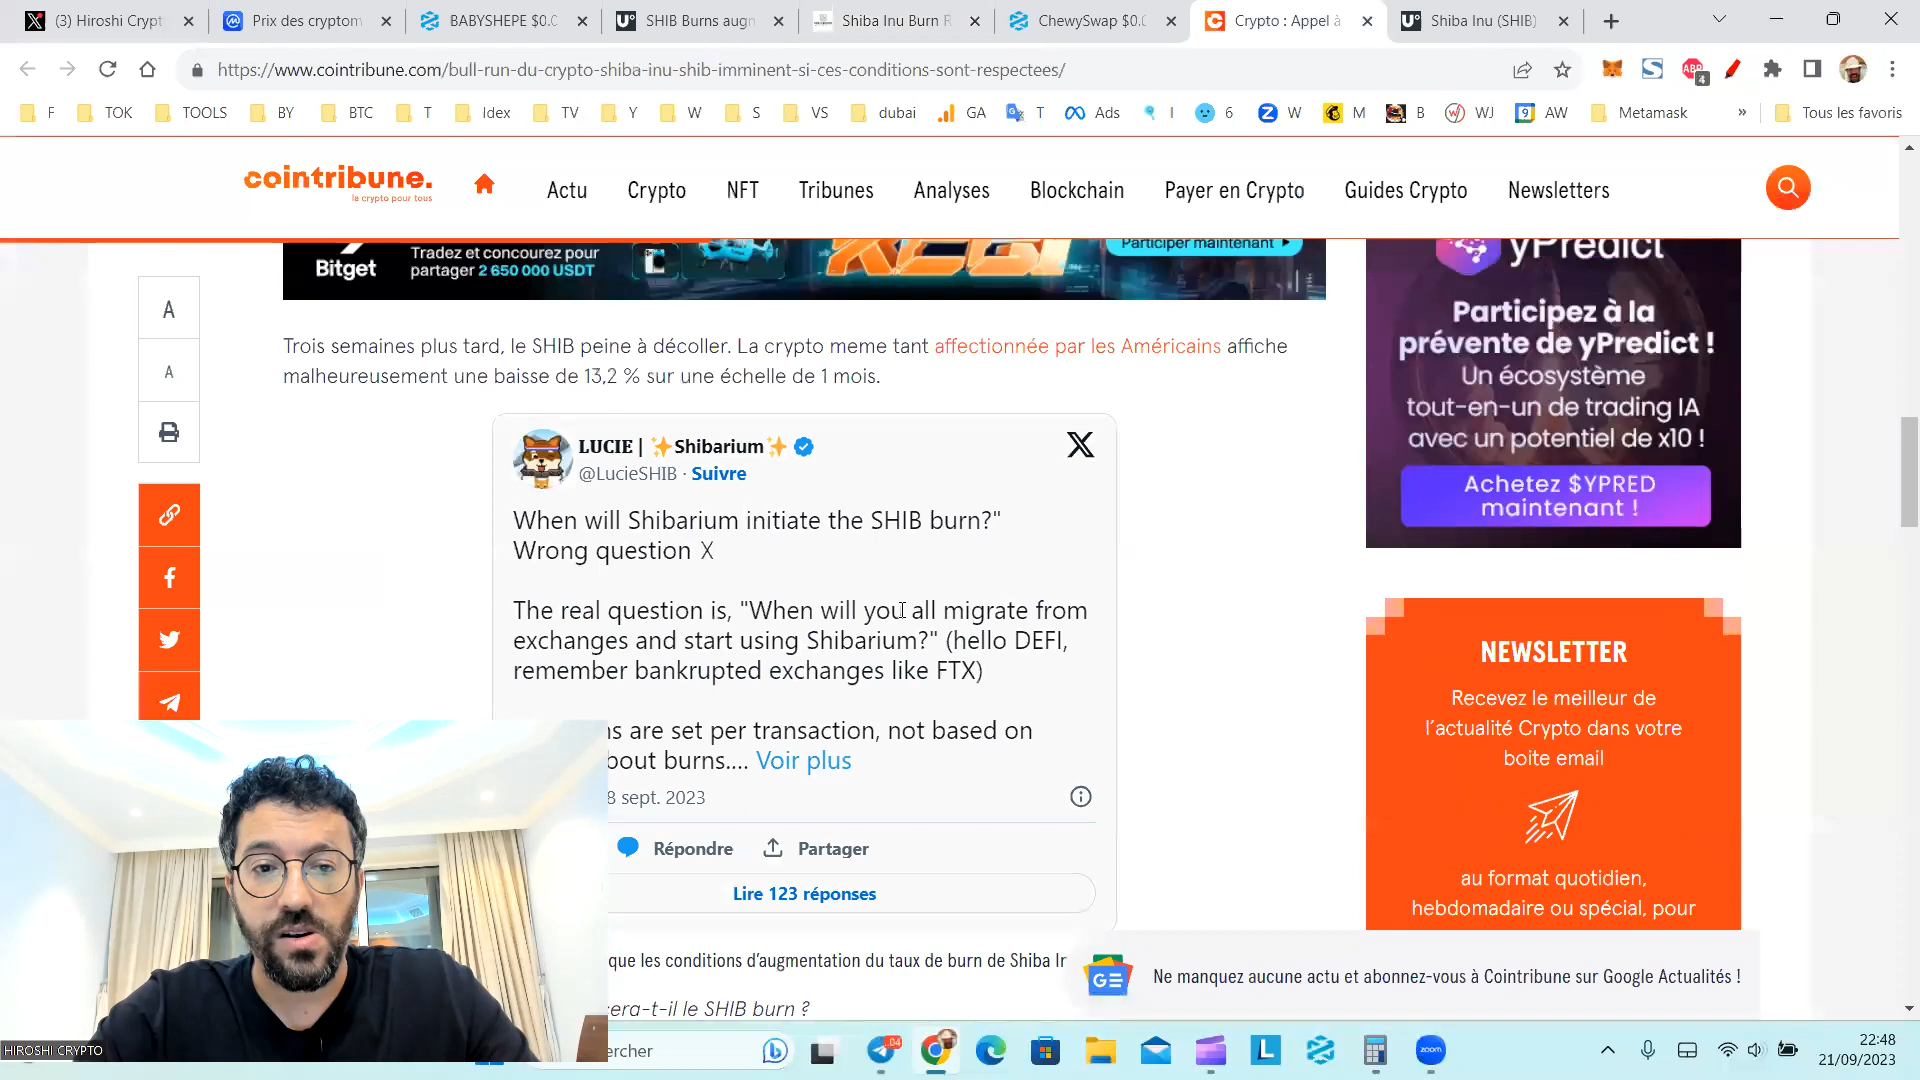 (3) Hiroshi Crypt
Prix des cryptom
BABYSHEPE $0.0
SHIB Burns augm
Shiba Inu Burn R
ChewySwap $0.0
Crypto : Appel à
Shiba Inu (SHIB)
https://www.cointribune.com/bull-run-du-crypto-shiba-inu-shib-imminent-si-ces-conditions-sont-respectees/
ABP
4
F TOK TOOLS BY BTC T Idex TV Y W S VS dubai GA T Ads I 6 W M B WJ AW Metamask » Tous les favoris
cointribune.
la crypto pour tous
Actu Crypto NFT Tribunes Analyses Blockchain Payer en Crypto Guides Crypto Newsletters
Bitget
Tradez et concourez pour
partager 2 650 000 USDT
Participer maintenant
yPredict
Participez à la
prévente de yPredict !
Un écosystème
tout-en-un de trading IA
avec un potentiel de x10 !
Achetez $YPRED
maintenant !
A
A
Trois semaines plus tard, le SHIB peine à décoller. La crypto meme tant affectionnée par les Américains affiche
malheureusement une baisse de 13,2 % sur une échelle de 1 mois.
LUCIE | ✨Shibarium✨
@LucieSHIB · Suivre
When will Shibarium initiate the SHIB burn?"
Wrong question X
The real question is, "When will you all migrate from
exchanges and start using Shibarium?" (hello DEFI,
remember bankrupted exchanges like FTX)
ns are set per transaction, not based on
bout burns.... Voir plus
8 sept. 2023
Répondre Partager
Lire 123 réponses
NEWSLETTER
Recevez le meilleur de
l'actualité Crypto dans votre
boite email
au format quotidien,
hebdomadaire ou spécial, pour
que les conditions d'augmentation du taux de burn de Shiba In
era-t-il le SHIB burn ?
GE
Ne manquez aucune actu et abonnez-vous à Cointribune sur Google Actualités !
HIROSHI CRYPTO
ercher
04
L
zoom
22:48
21/09/2023